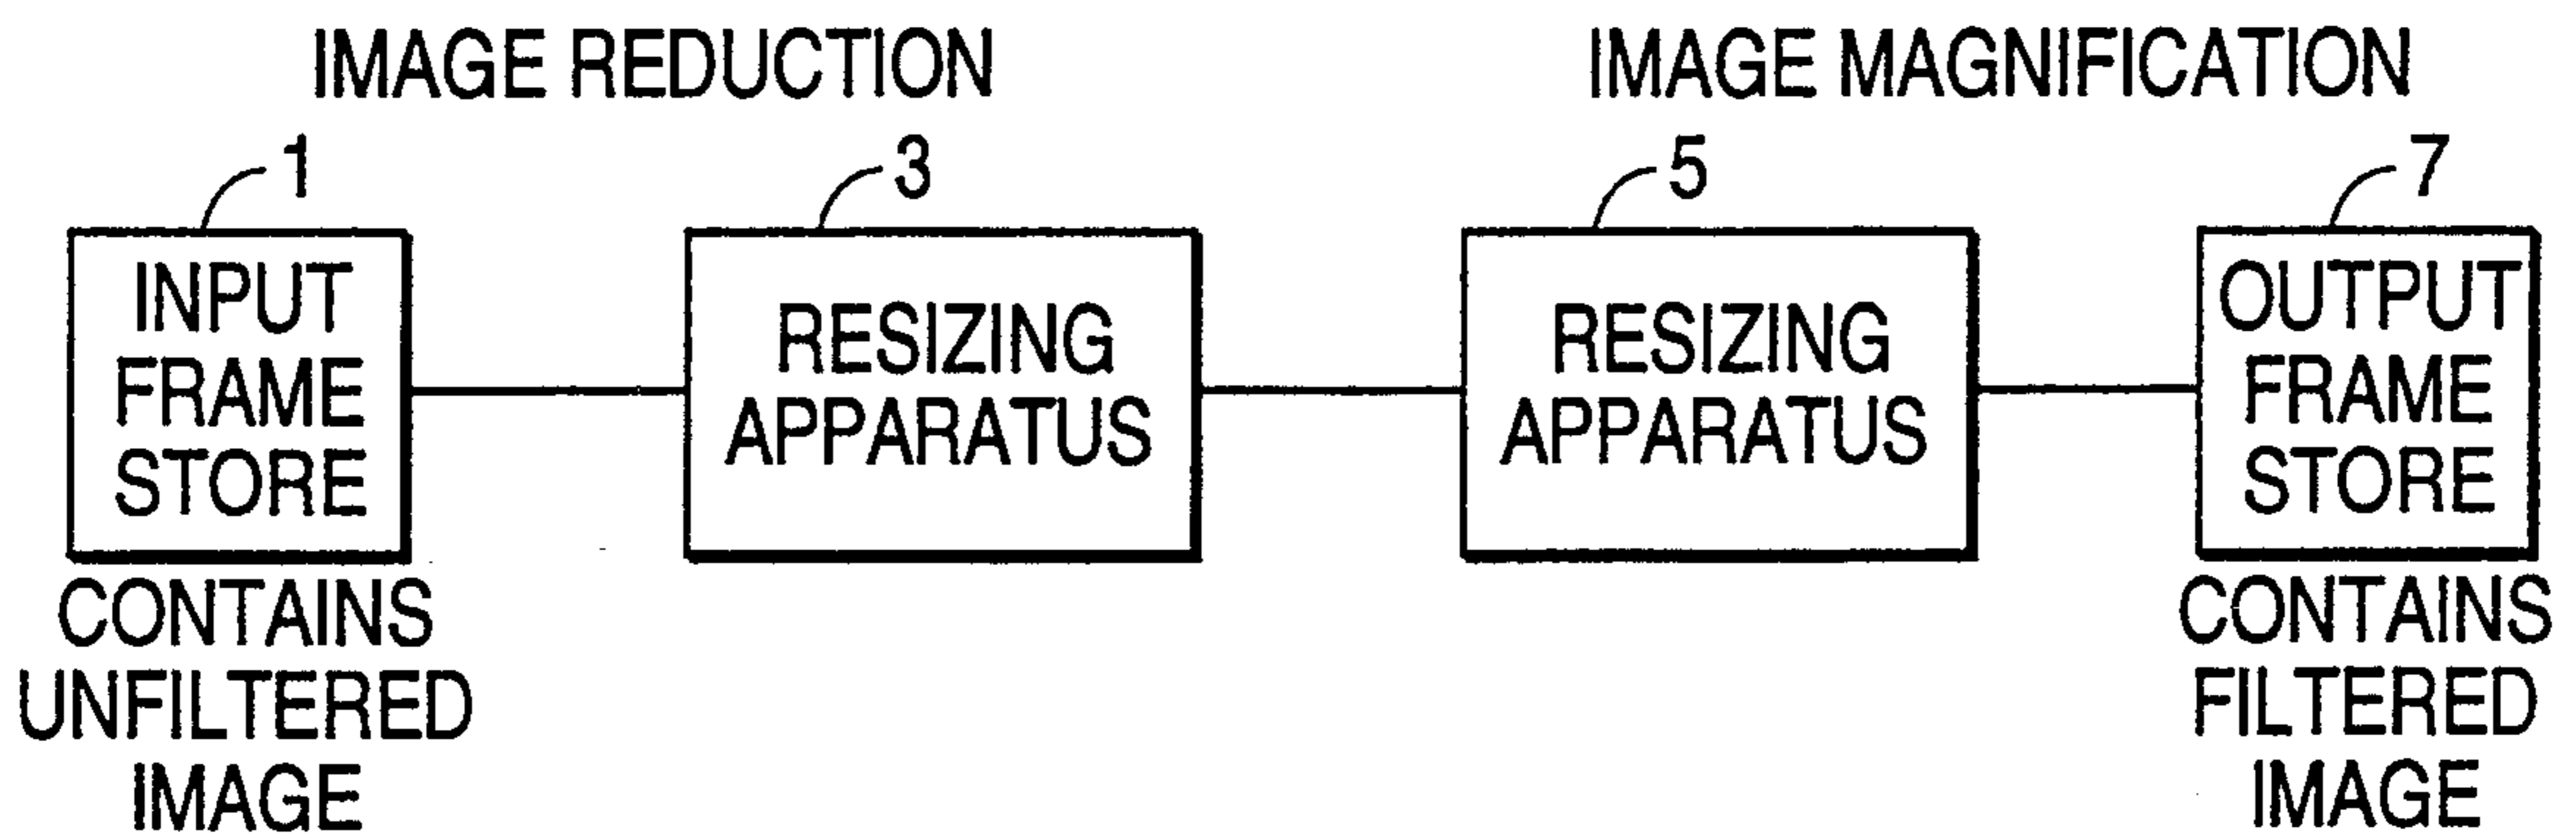 IMAGE REDUCTION
IMAGE MAGNIFICATION
1
3
5
7
INPUT
FRAME
STORE
RESIZING
APPARATUS
RESIZING
APPARATUS
OUTPUT
FRAME
STORE
CONTAINS
UNFILTERED
IMAGE
CONTAINS
FILTERED
IMAGE